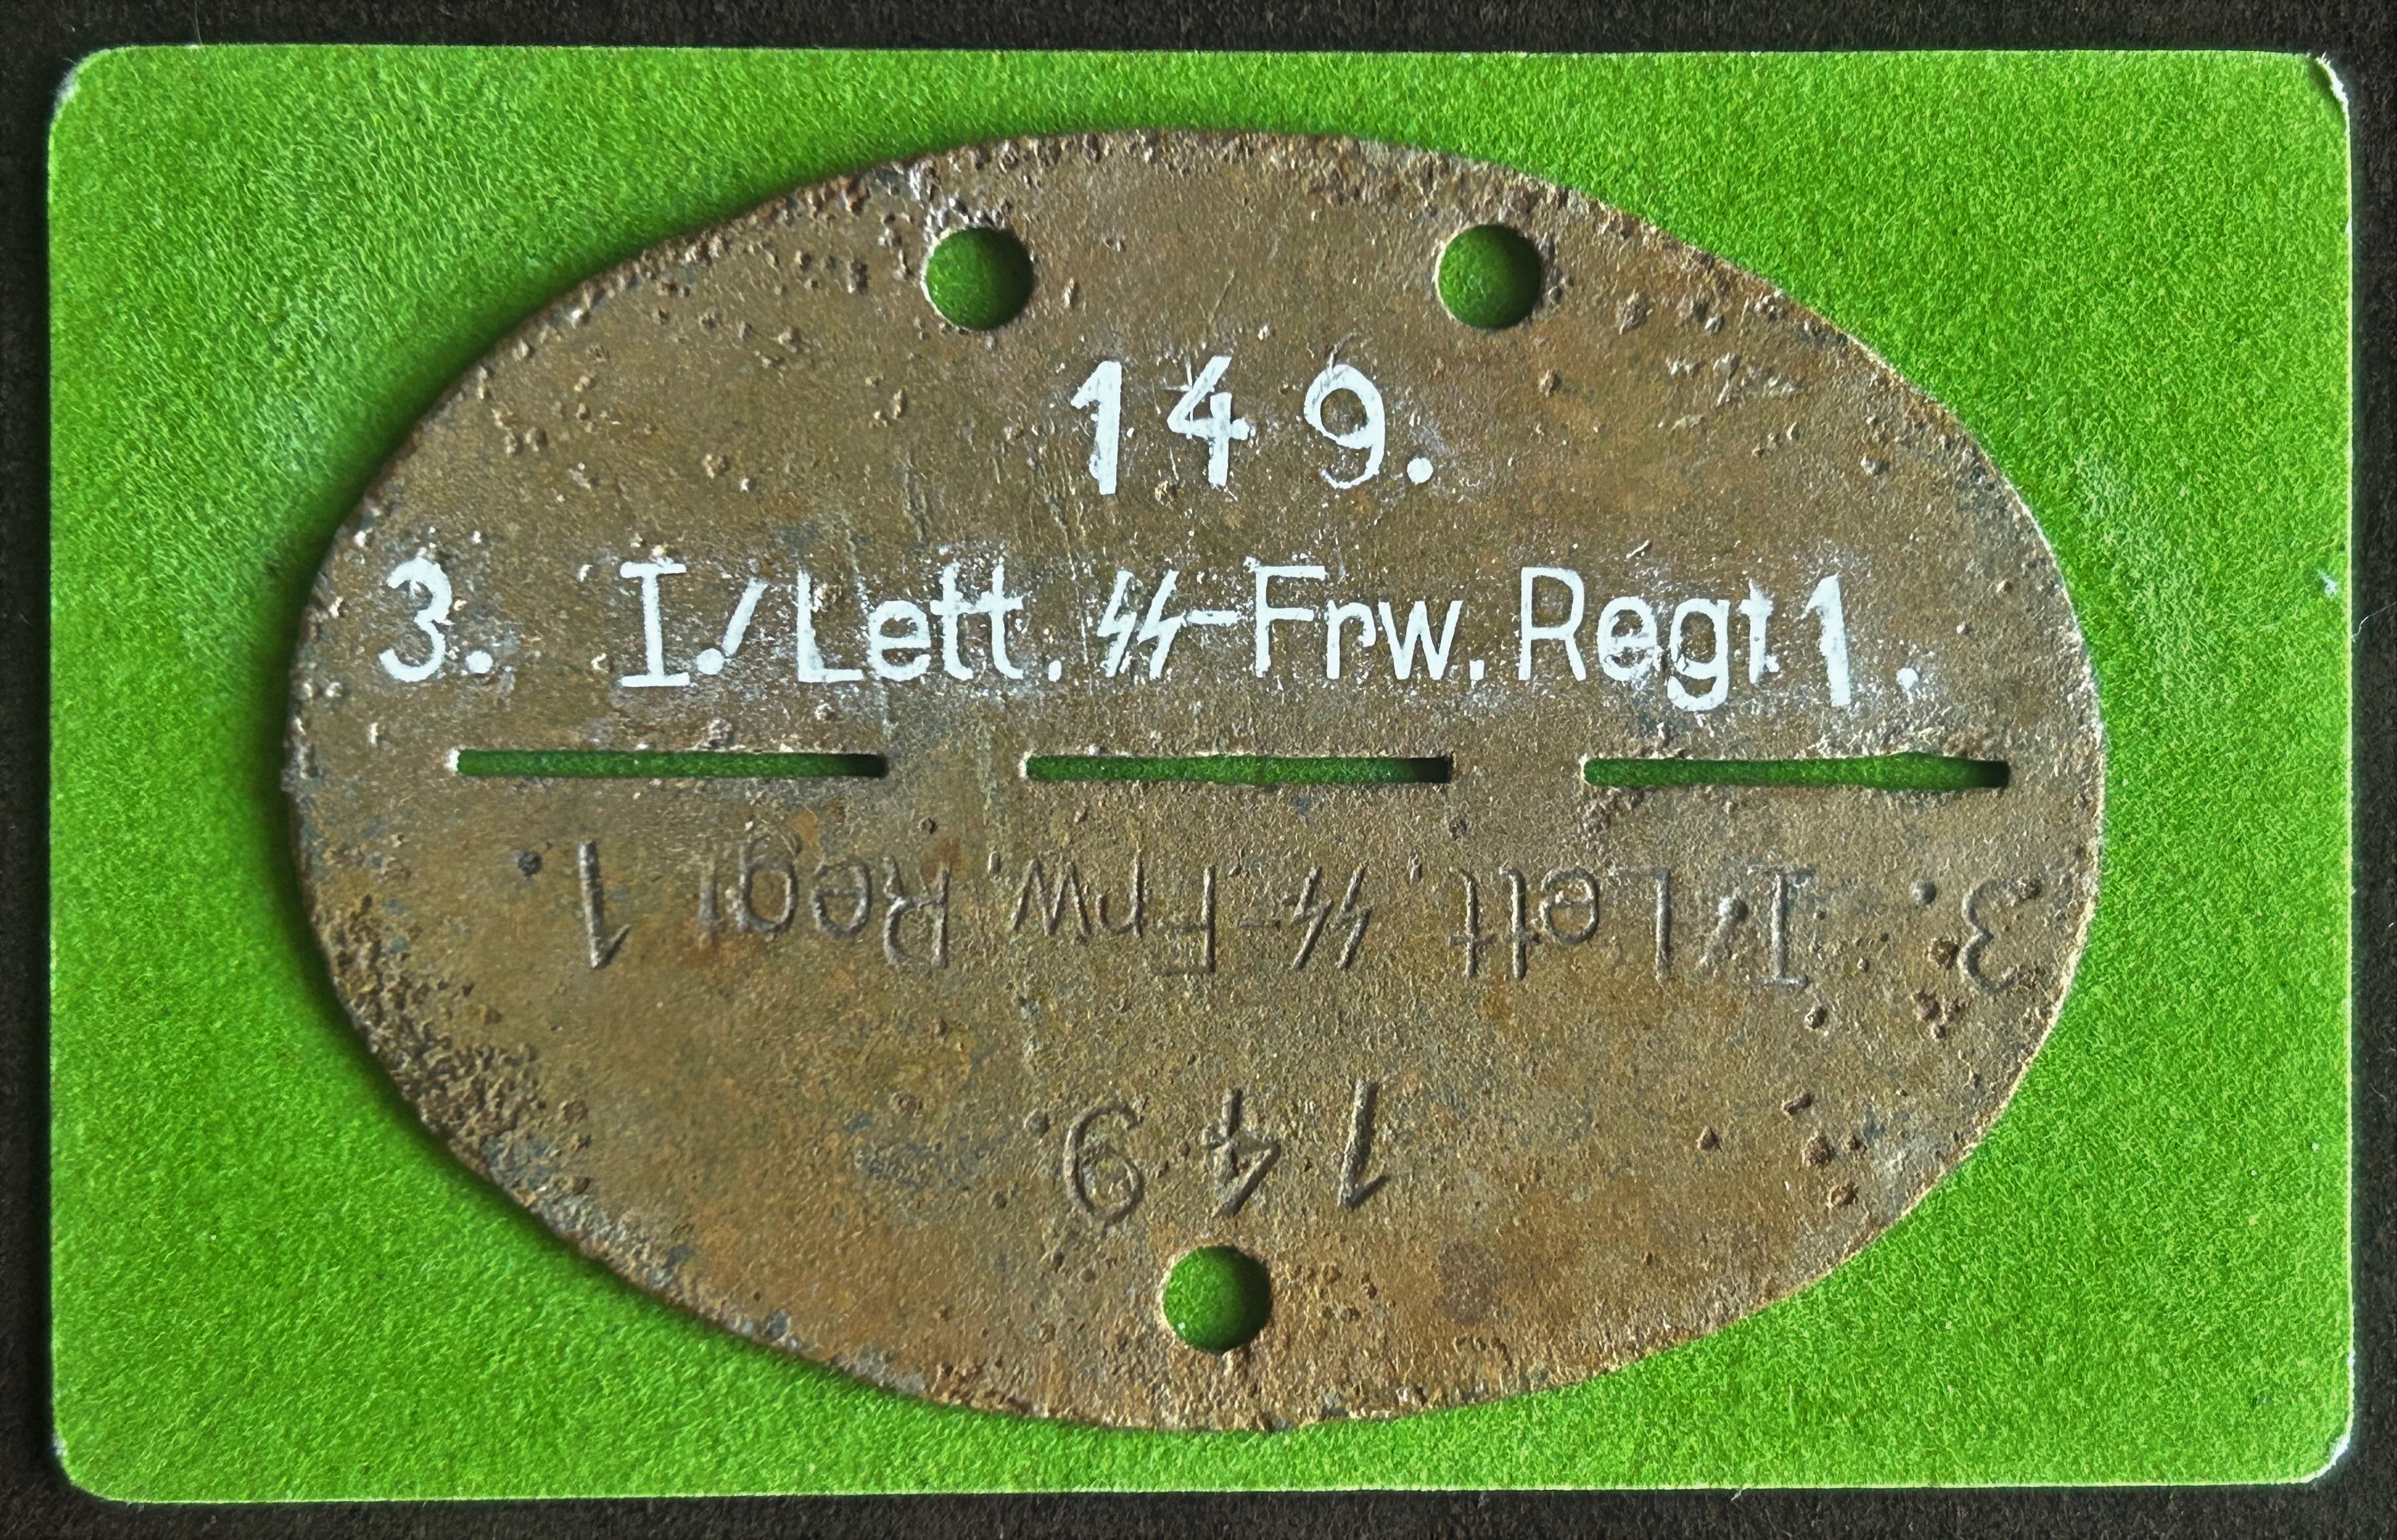 149.
3. I./Lett. ᛋᛋ-Frw. Regt 1.
3. I./Lett. ᛋᛋ-Frw. Regt 1.
149.